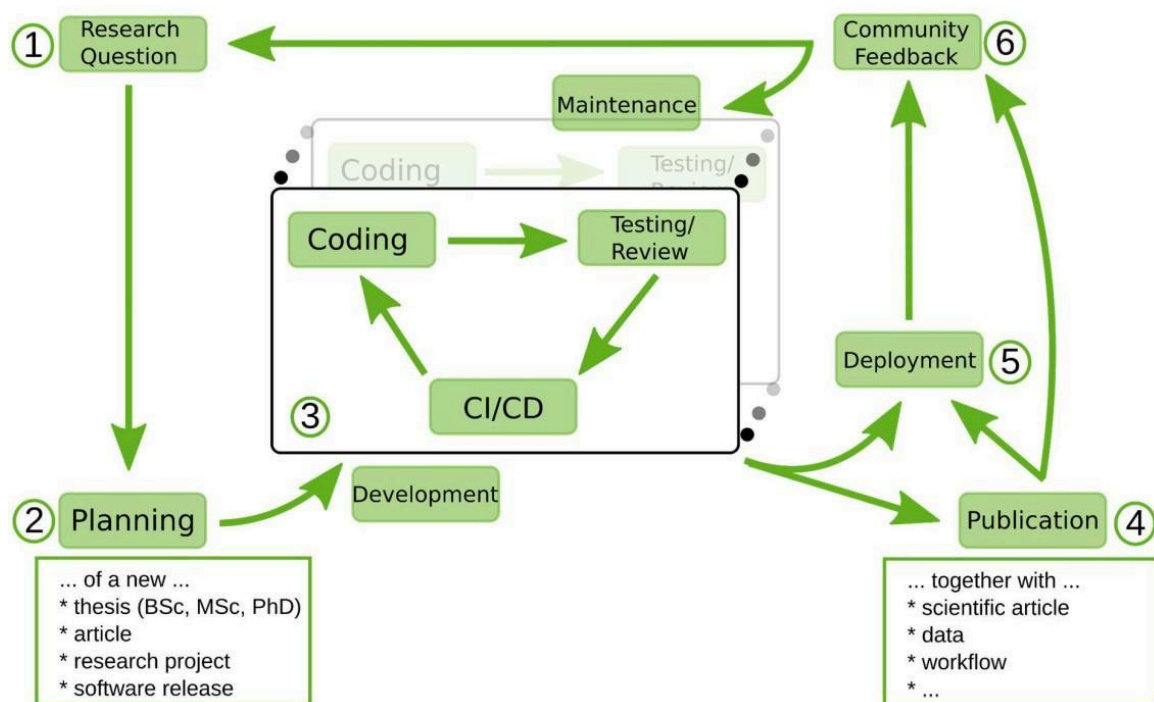 1
Research
Question
Community
Feedback
6
Maintenance
Coding
Testing/
Review
Coding
Testing/
Review
CI/CD
3
Deployment
5
Development
2
Planning
Publication
4
... of a new ...
* thesis (BSc, MSc, PhD)
* article
* research project
* software release
... together with ...
* scientific article
* data
* workflow
* ...